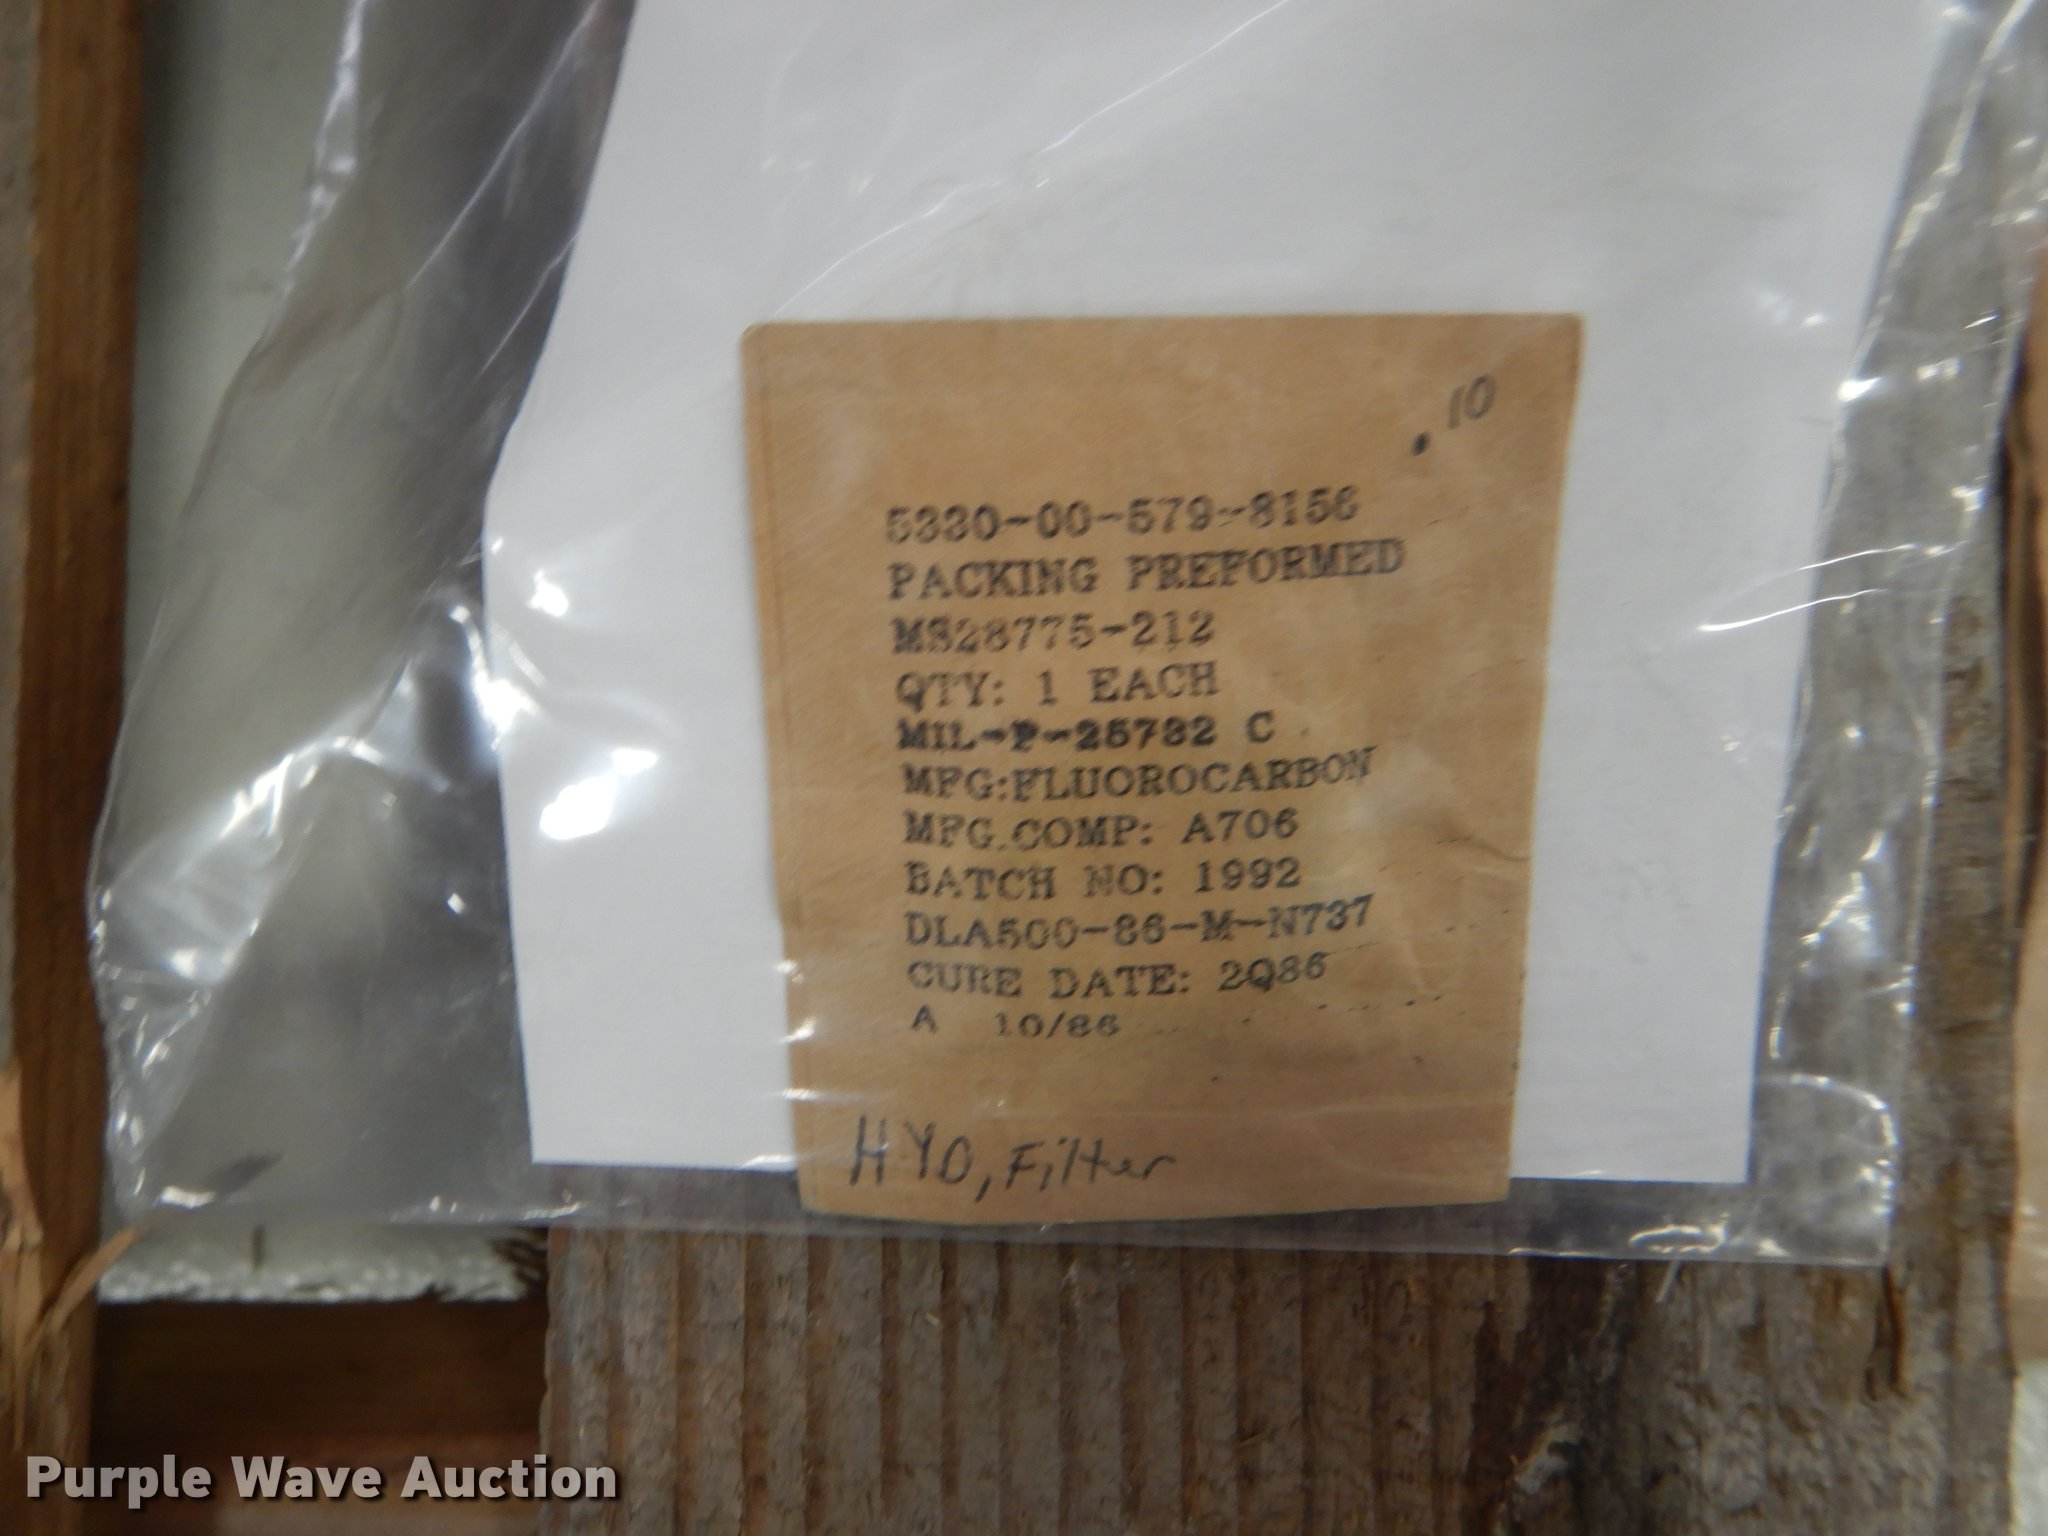 .10
5330-00-579-8156
PACKING PREFORMED
MS28775-212
QTY: 1 EACH
MIL-P-25732 C
MFG:FLUOROCARBON
MFG.COMP: A706
BATCH NO: 1992
DLA500-86-M-N737
CURE DATE: 2Q86
A 10/86
HYD, Filter
Purple Wave Auction